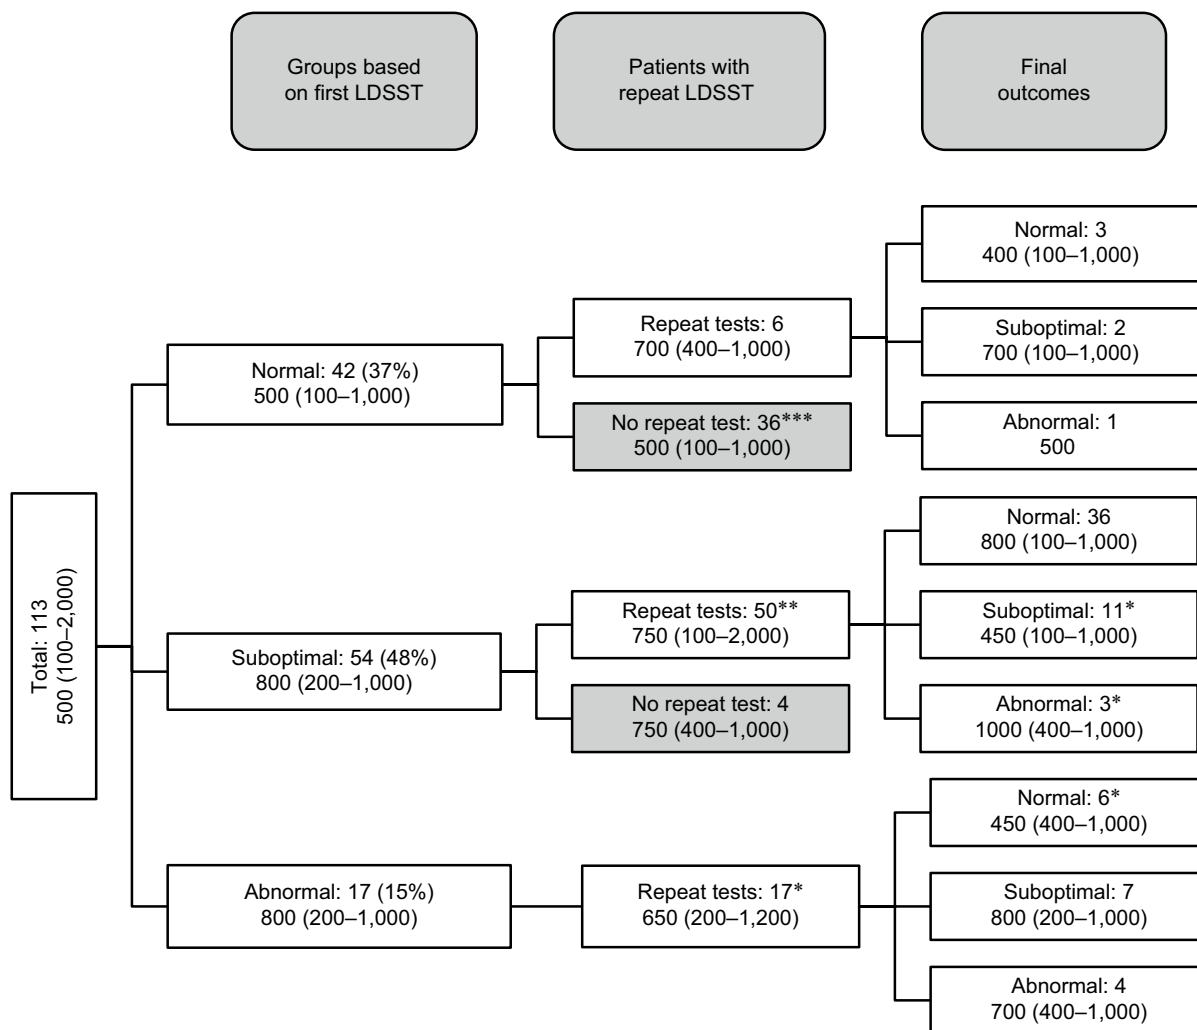 Groups based
on first LDSST
Patients with
repeat LDSST
Final
outcomes
Total: 113
500 (100–2,000)
Normal: 42 (37%)
500 (100–1,000)
Repeat tests: 6
700 (400–1,000)
No repeat test: 36***
500 (100–1,000)
Normal: 3
400 (100–1,000)
Suboptimal: 2
700 (100–1,000)
Abnormal: 1
500
Suboptimal: 54 (48%)
800 (200–1,000)
Repeat tests: 50**
750 (100–2,000)
No repeat test: 4
750 (400–1,000)
Normal: 36
800 (100–1,000)
Suboptimal: 11*
450 (100–1,000)
Abnormal: 3*
1000 (400–1,000)
Abnormal: 17 (15%)
800 (200–1,000)
Repeat tests: 17*
650 (200–1,200)
Normal: 6*
450 (400–1,000)
Suboptimal: 7
800 (200–1,000)
Abnormal: 4
700 (400–1,000)